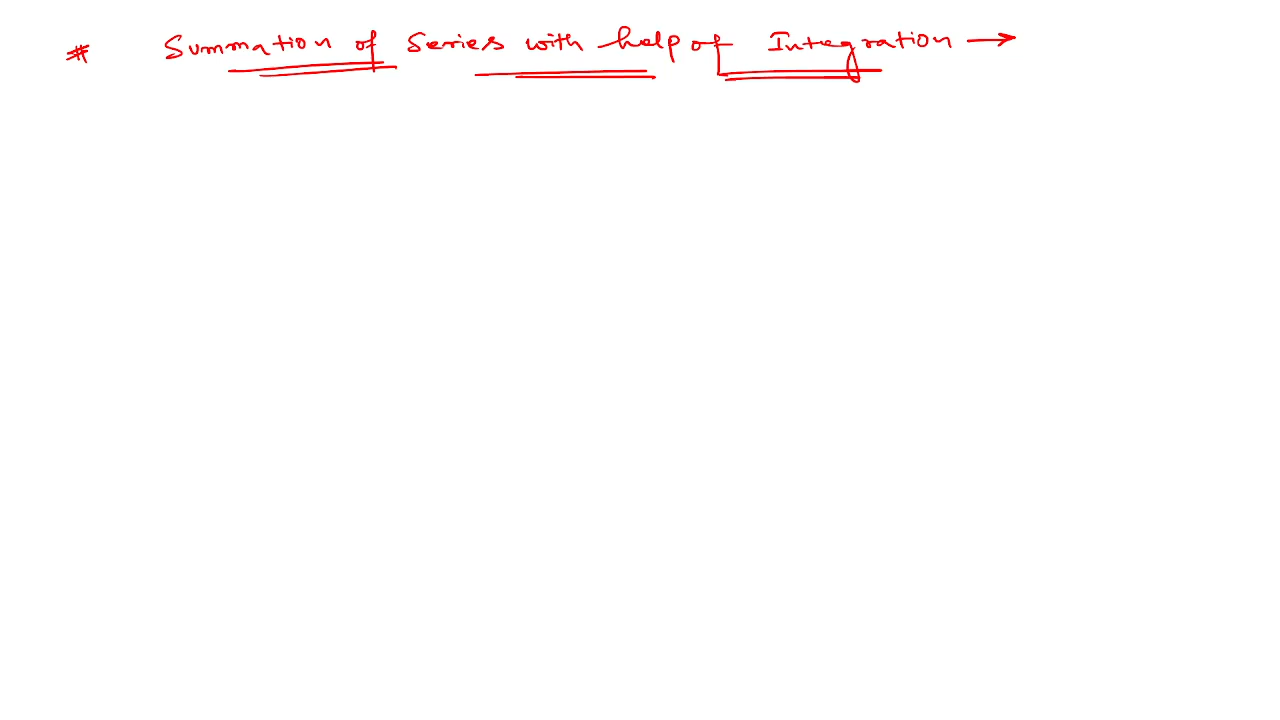 # Summation of Series with help of Integration →